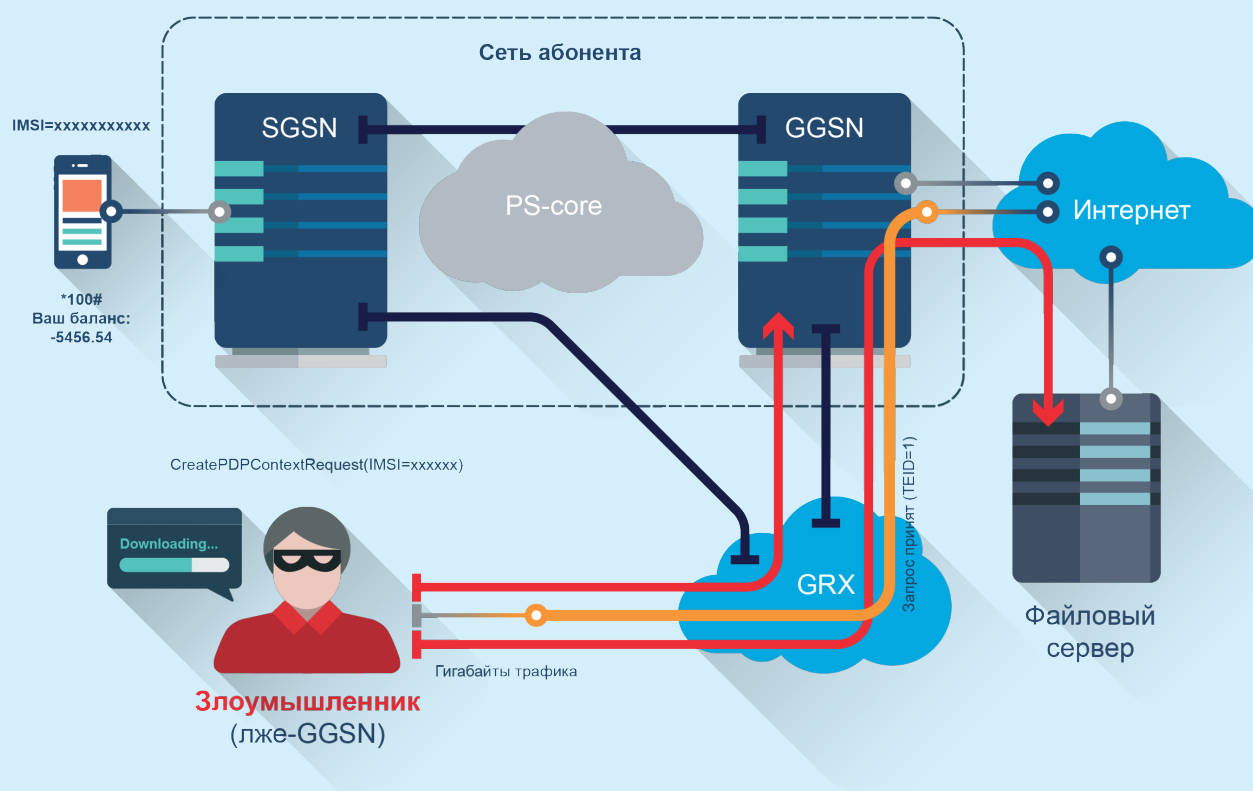 Сеть абонента
IMSI=xxxxxxxxxxx
SGSN
GGSN
PS-core
Интернет
*100#
Ваш баланс:
-5456.54
CreatePDPContextRequest(IMSI=xxxxxx)
Запрос принят (TEID=1)
Downloading...
GRX
Файловый
сервер
Гигабайты трафика
Злоумышленник
(лже-GGSN)